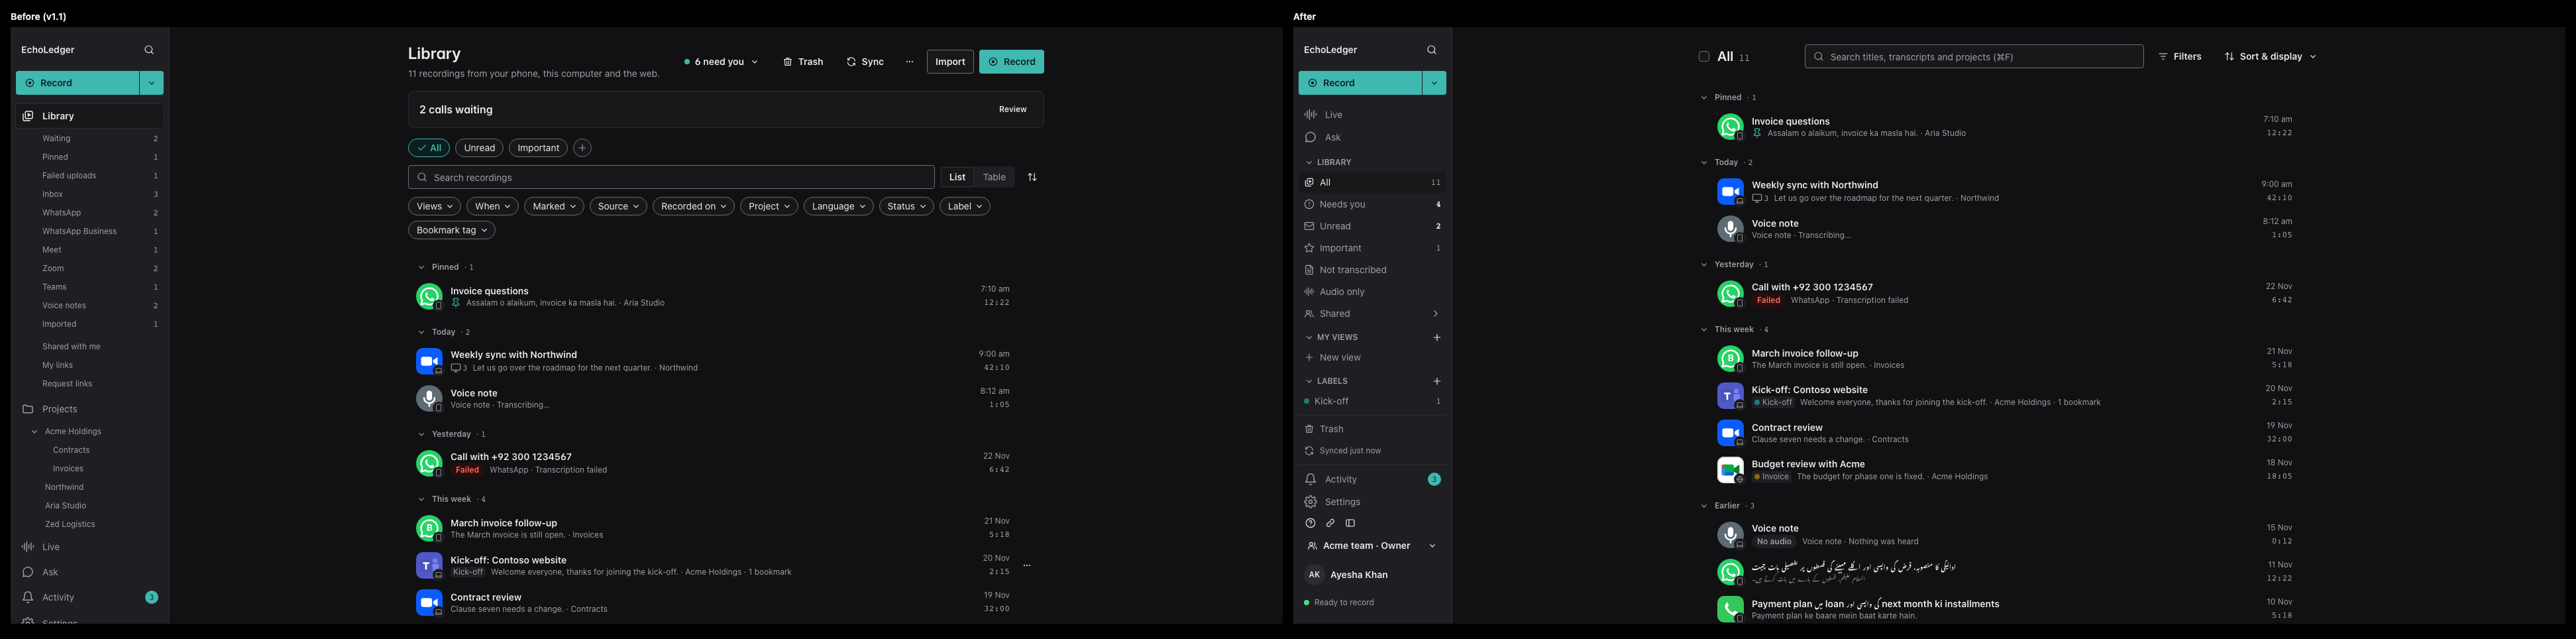 Before (v1.1)
EchoLedger
Record
Library
Waiting 2
Pinned 1
Failed uploads 1
Inbox 3
WhatsApp 2
WhatsApp Business 1
Meet 1
Zoom 2
Teams 1
Voice notes 2
Imported 1
Shared with me
My links
Request links
Projects
Acme Holdings
Contracts
Invoices
Northwind
Aria Studio
Zed Logistics
Live
Ask
Activity 3
Settings
Library
11 recordings from your phone, this computer and the web.
6 need you Trash Sync ... Import Record
2 calls waiting Review
All Unread Important
Search recordings List Table
Views When Marked Source Recorded on Project Language Status Label
Bookmark tag
Pinned · 1
Invoice questions 7:10 am
Assalam o alaikum, invoice ka masla hai. · Aria Studio 12:22
Today · 2
Weekly sync with Northwind 9:00 am
3 Let us go over the roadmap for the next quarter. · Northwind 42:10
Voice note 8:12 am
Voice note · Transcribing... 1:05
Yesterday · 1
Call with +92 300 1234567 22 Nov
Failed WhatsApp · Transcription failed 6:42
This week · 4
March invoice follow-up 21 Nov
The March invoice is still open. · Invoices 5:18
Kick-off: Contoso website 20 Nov
Kick-off Welcome everyone, thanks for joining the kick-off. · Acme Holdings · 1 bookmark 2:15
Contract review 19 Nov
Clause seven needs a change. · Contracts 32:00
After
EchoLedger
Record
Live
Ask
LIBRARY
All 11
Needs you 4
Unread 2
Important 1
Not transcribed
Audio only
Shared
MY VIEWS
New view
LABELS
Kick-off 1
Trash
Synced just now
Activity 3
Settings
Acme team · Owner
AK Ayesha Khan
Ready to record
All 11
Search titles, transcripts and projects (⌘F) Filters Sort & display
Pinned · 1
Invoice questions 7:10 am
Assalam o alaikum, invoice ka masla hai. · Aria Studio 12:22
Today · 2
Weekly sync with Northwind 9:00 am
3 Let us go over the roadmap for the next quarter. · Northwind 42:10
Voice note 8:12 am
Voice note · Transcribing... 1:05
Yesterday · 1
Call with +92 300 1234567 22 Nov
Failed WhatsApp · Transcription failed 6:42
This week · 4
March invoice follow-up 21 Nov
The March invoice is still open. · Invoices 5:18
Kick-off: Contoso website 20 Nov
Kick-off Welcome everyone, thanks for joining the kick-off. · Acme Holdings · 1 bookmark 2:15
Contract review 19 Nov
Clause seven needs a change. · Contracts 32:00
Budget review with Acme 18 Nov
Invoice The budget for phase one is fixed. · Acme Holdings 18:05
Earlier · 3
Voice note 15 Nov
No audio Voice note · Nothing was heard 0:12
ادائیگی کا منصوبہ، قرض کی واپسی اور اگلے مہینے کی قسطوں پر تفصیلی بات چیت 11 Nov
12:22
Payment plan میں loan کی واپسی اور next month ki installments 10 Nov
Payment plan ke baare mein baat karte hain. 5:18